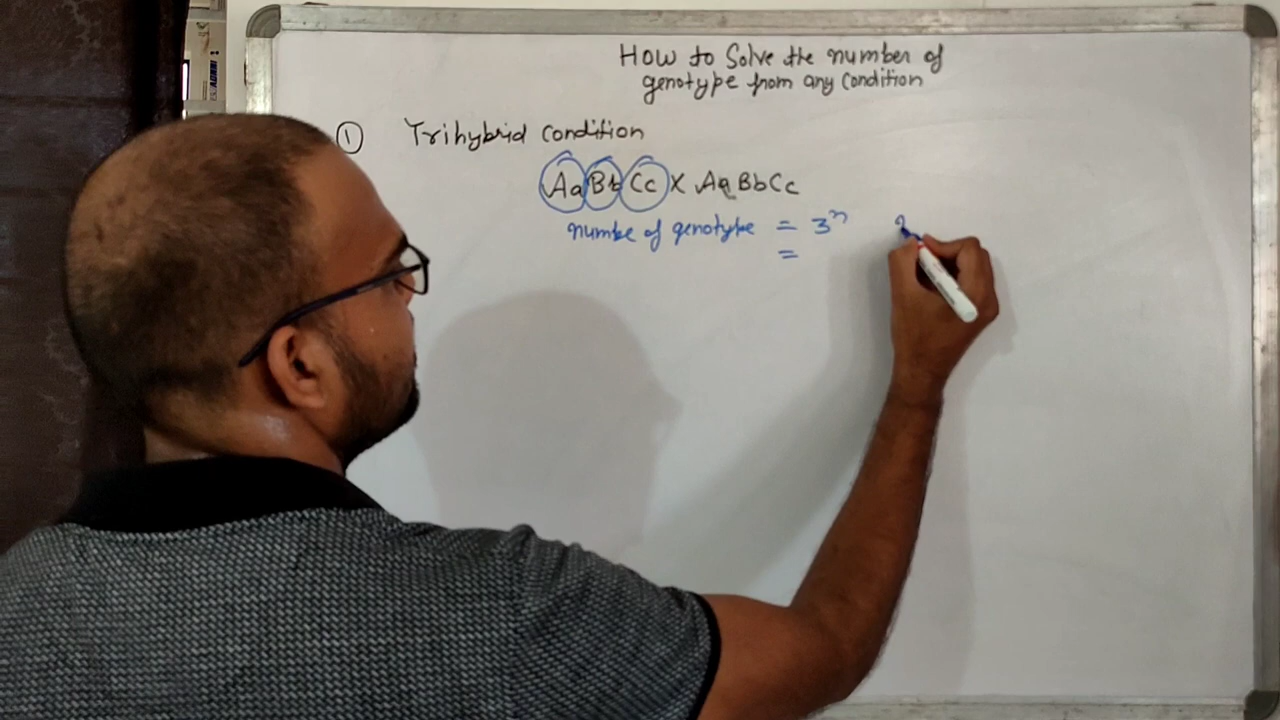 How to Solve the number of
genotype from any Condition
① Trihybrid Condition
AaBbCc X AaBbCc
numbe of genotype = 3ⁿ
=